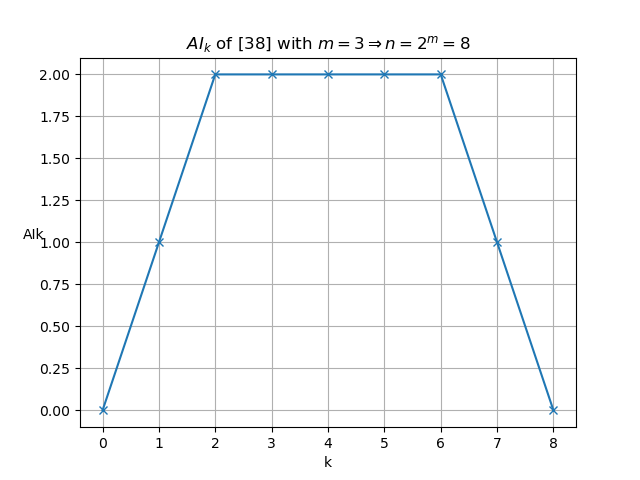 $AI_k$ of [38] with $m = 3 \Rightarrow n = 2^m = 8$
2.00
1.75
1.50
1.25
AIk
1.00
0.75
0.50
0.25
0.00
0 1 2 3 4 5 6 7 8
k